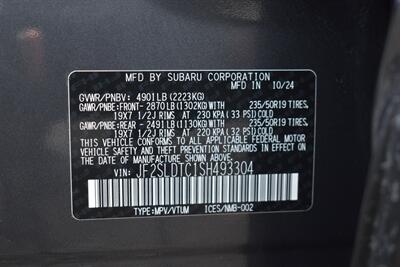 MFD. BY SUBARU CORPORATION
MFD. IN 10/24
GVWR/PNBV: 4901LB(2223KG)
GAWR/PNBE:FRONT- 2870LB(1302KG)WITH 235/50R19 TIRES,
19X7 1/2J RIMS AT 230 KPA(33 PSI)COLD
GAWR/PNBE:REAR - 2491LB(1130KG)WITH 235/50R19 TIRES,
19X7 1/2J RIMS AT 220 KPA(32 PSI)COLD
THIS VEHICLE CONFORMS TO ALL APPLICABLE FEDERAL MOTOR
VEHICLE SAFETY
IN EFFECT ON THE DATE OF MANUFACTURE SHOWN ABOVE.
VIN: JF2SLDTC1SH493304
TYPE:MPV/VTUM ICES/NMB-002